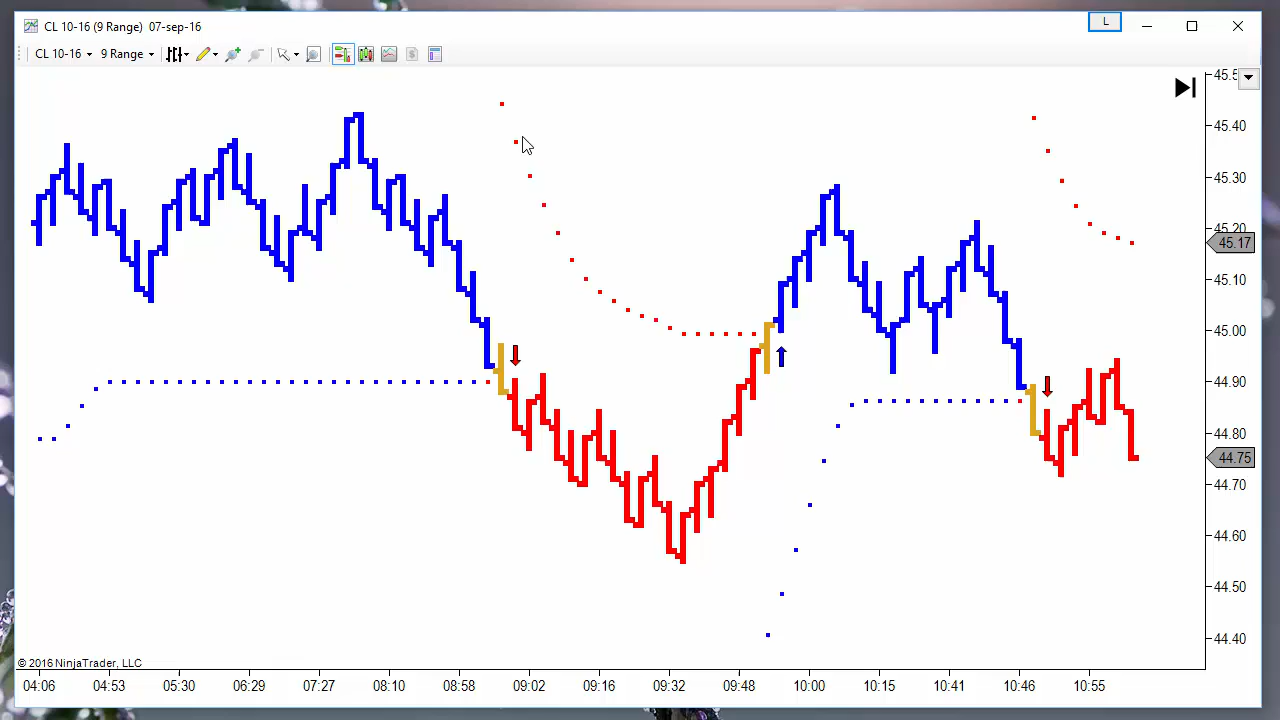 CL 10-16 (9 Range) 07-sep-16
L
CL 10-16 9 Range
45.5
45.40
45.30
45.20
45.17
45.10
45.00
44.90
44.80
44.75
44.70
44.60
44.50
44.40
© 2016 NinjaTrader, LLC
04:06 04:53 05:30 06:29 07:27 08:10 08:58 09:02 09:16 09:32 09:48 10:00 10:15 10:41 10:46 10:55